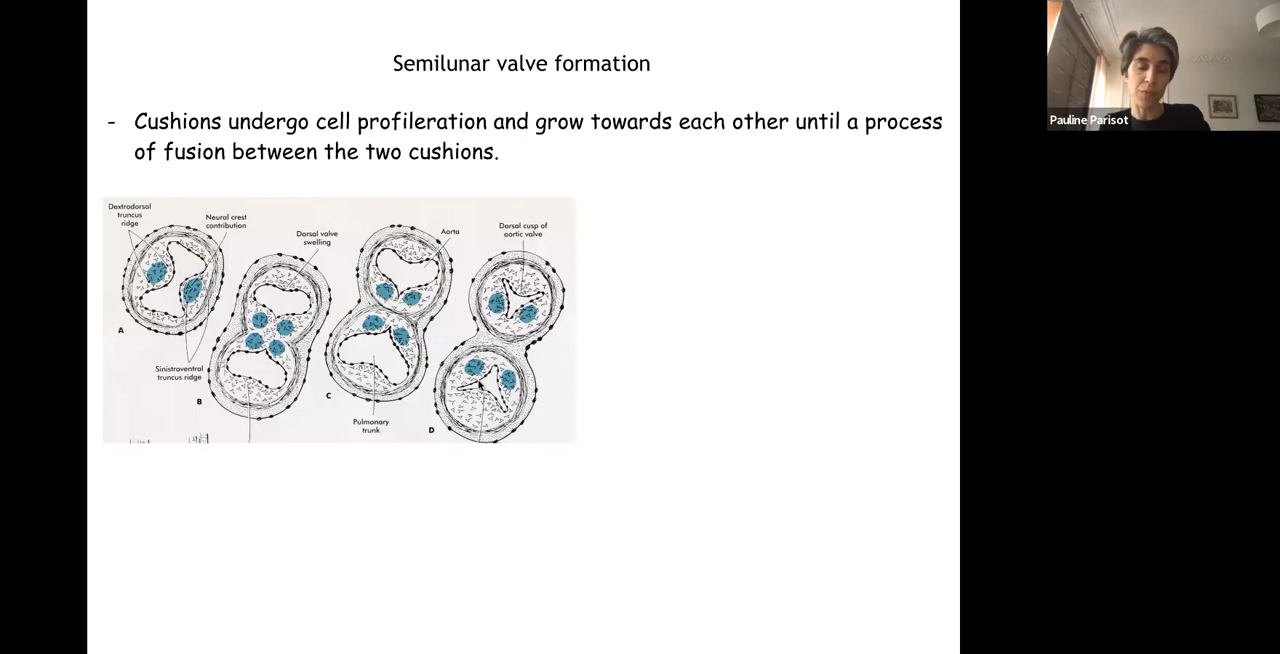 Semilunar valve formation
- Cushions undergo cell profileration and grow towards each other until a process
of fusion between the two cushions.
Dextrodorsal
truncus
ridge
Neural crest
contribution
Dorsal valve
swelling
Aorta
Dorsal cusp of
aortic valve
A
Sinistroventral
truncus ridge
B
C
Pulmonary
trunk
D
Pauline Parisot